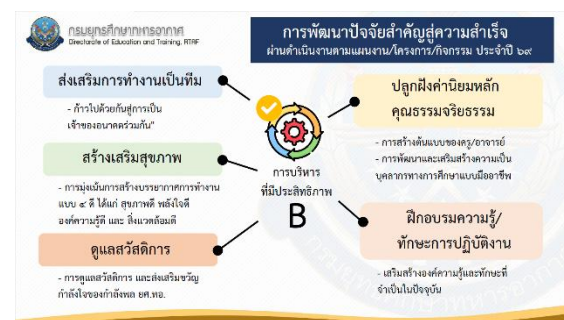 กรมยุทธศึกษาทหารอากาศ
Directorate of Education and Training, RTAF
การพัฒนาปัจจัยสำคัญสู่ความสำเร็จ
ผ่านดำเนินงานตามแผนงาน/โครงการ/กิจกรรม ประจำปี ๖๙
ส่งเสริมการทำงานเป็นทีม
- ก้าวไปด้วยกันสู่การเป็น
เจ้าของอนาคตร่วมกัน"
สร้างเสริมสุขภาพ
- การมุ่งเน้นการสร้างบรรยากาศการทำงาน
แบบ ๔ ดี ได้แก่ สุขภาพดี พลังใจดี
องค์ความรู้ดี และ สิ่งแวดล้อมดี
ดูแลสวัสดิการ
- การดูแลสวัสดิการ และส่งเสริมขวัญ
กำลังใจของกำลังพล ยศ.ทอ.
การบริหาร
ที่มีประสิทธิภาพ
B
ปลูกฝังค่านิยมหลัก
คุณธรรมจริยธรรม
- การสร้างต้นแบบของครู/อาจารย์
- การพัฒนาและเสริมสร้างความเป็น
บุคลากรทางการศึกษาแบบมืออาชีพ
ฝึกอบรมความรู้/
ทักษะการปฏิบัติงาน
- เสริมสร้างองค์ความรู้และทักษะที่
จำเป็นในปัจจุบัน